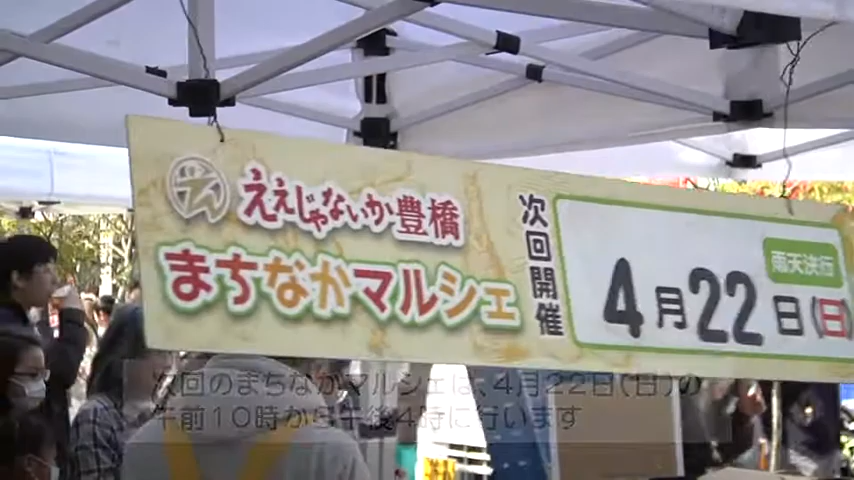 ええじゃないか豊橋
まちなかマルシェ
次回開催
4月22日(日)
雨天決行
次回のまちなかマルシェは、4月22日(日)の
午前10時から午後4時に行います